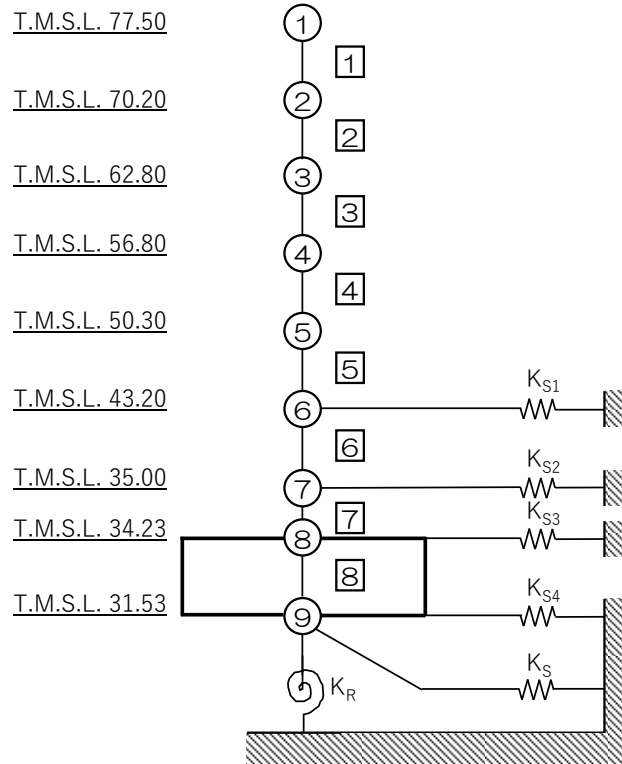 T.M.S.L. 77.50
1
1
T.M.S.L. 70.20
2
2
T.M.S.L. 62.80
3
3
T.M.S.L. 56.80
4
4
T.M.S.L. 50.30
5
5
T.M.S.L. 43.20
6
KS1
6
T.M.S.L. 35.00
7
KS2
7
T.M.S.L. 34.23
8
KS3
8
T.M.S.L. 31.53
9
KS4
KR
KS